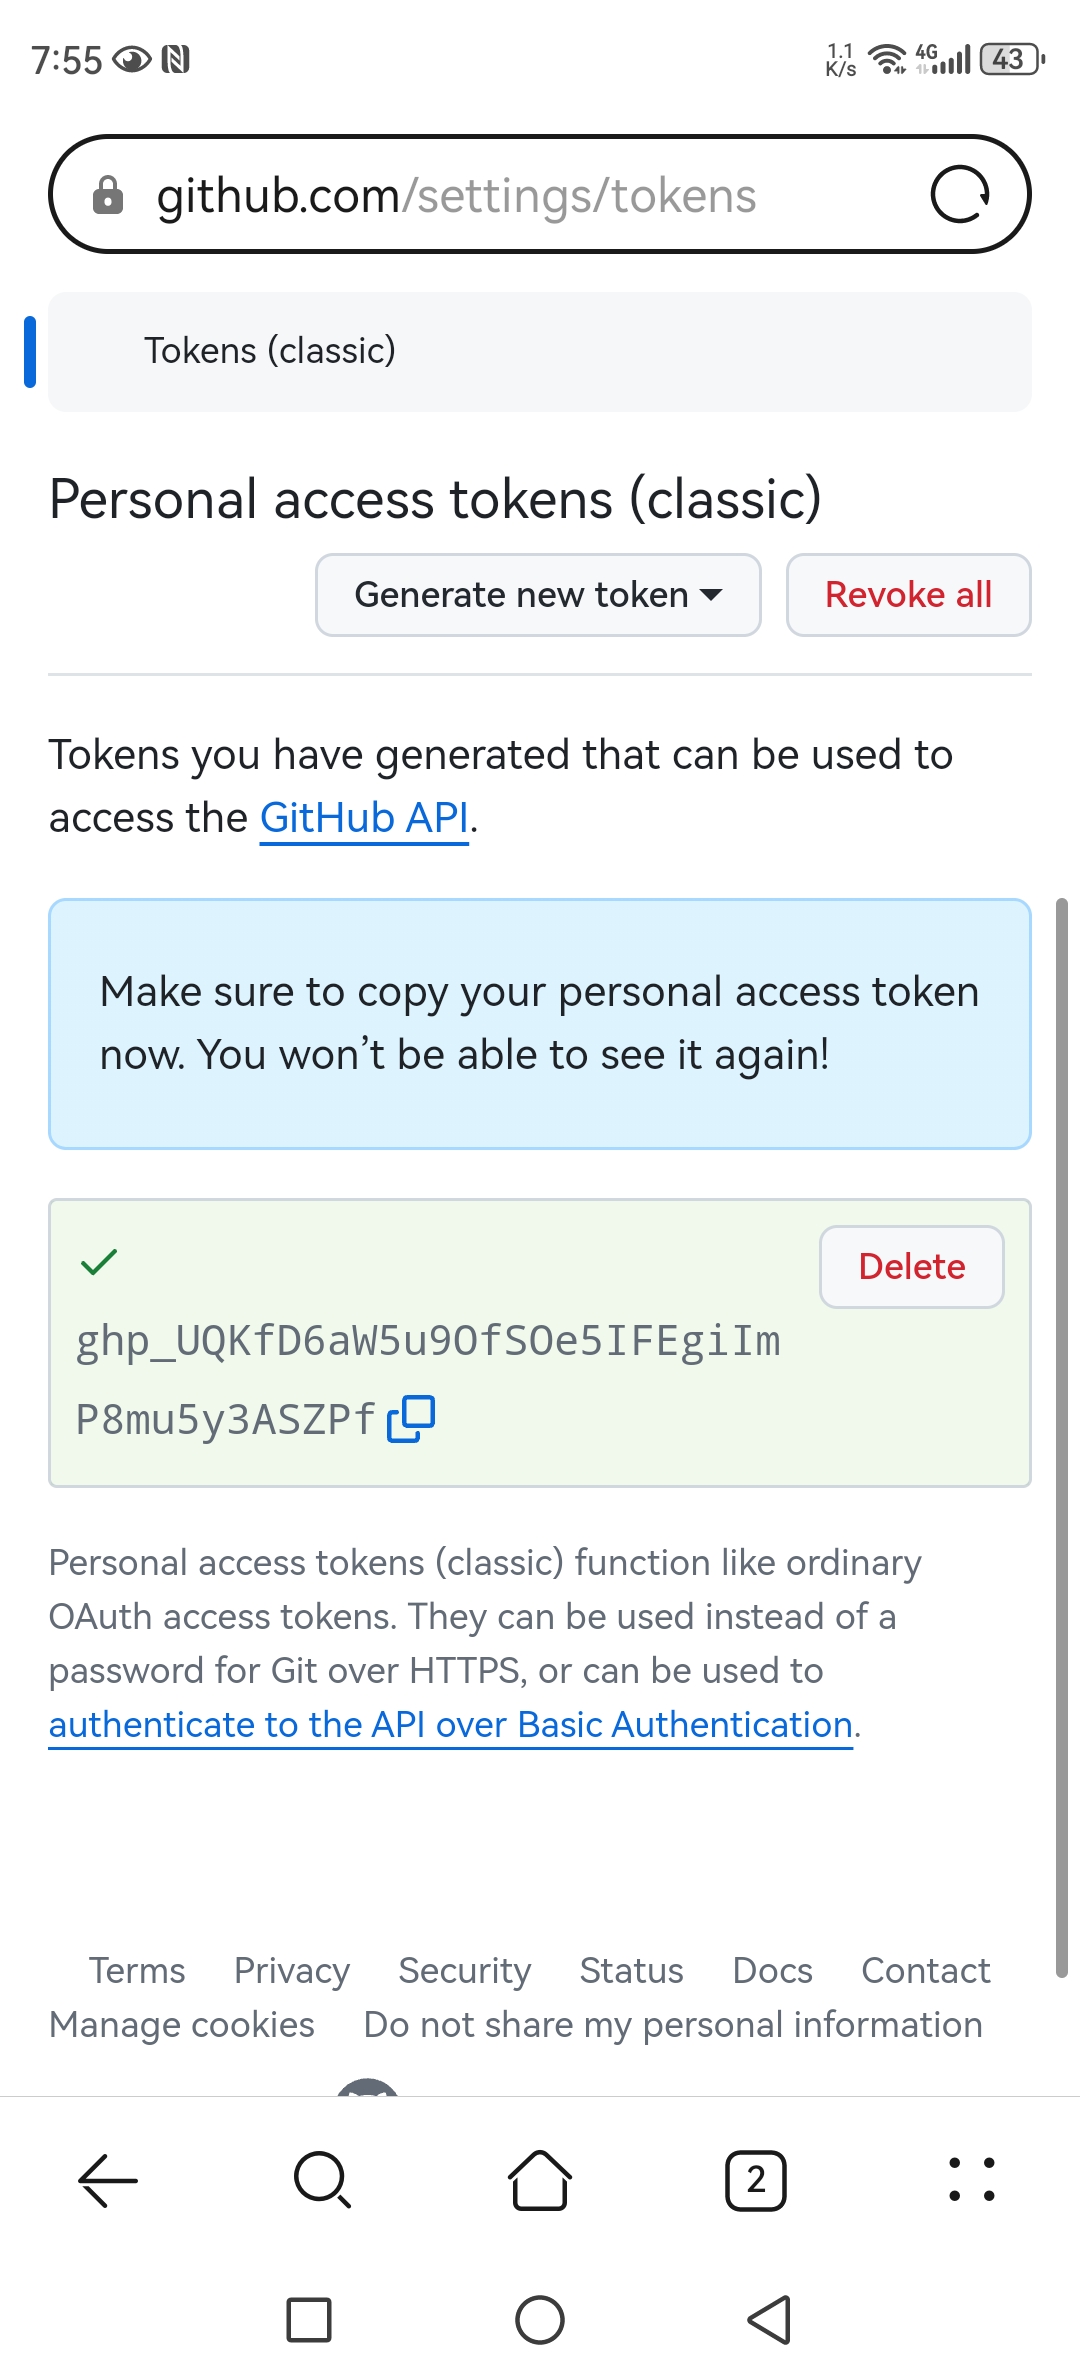 7:55
1.1 K/s 4G 43
github.com/settings/tokens
Tokens (classic)
Personal access tokens (classic)
Generate new token Revoke all
Tokens you have generated that can be used to
access the GitHub API.
Make sure to copy your personal access token
now. You won’t be able to see it again!
Delete
ghp_UQKfD6aW5u9OfSOe5IFEgiIm
P8mu5y3ASZPf
Personal access tokens (classic) function like ordinary
OAuth access tokens. They can be used instead of a
password for Git over HTTPS, or can be used to
authenticate to the API over Basic Authentication.
Terms Privacy Security Status Docs Contact
Manage cookies Do not share my personal information
2